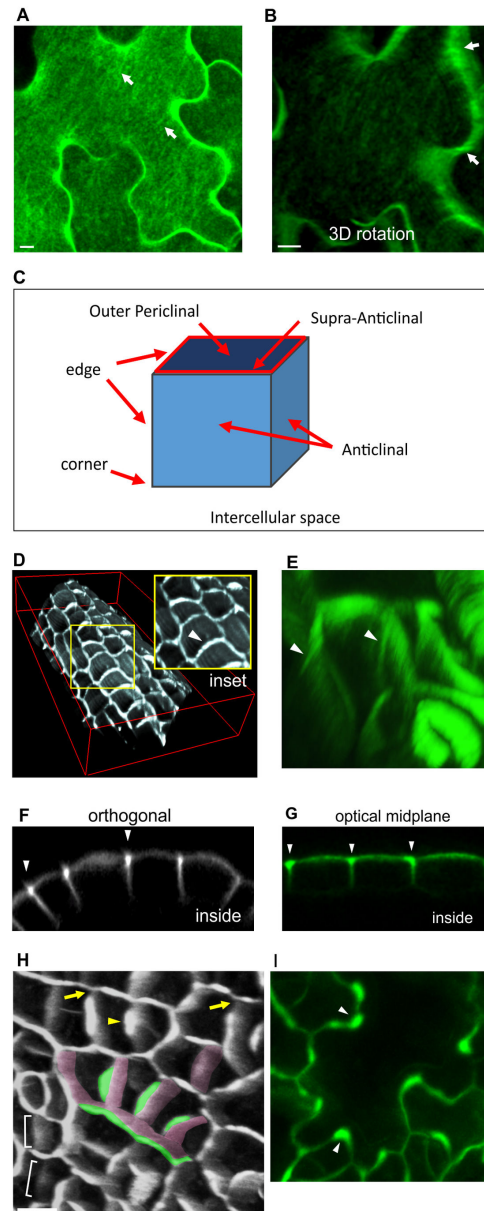 A
B
3D rotation
C
Outer Periclinal
Supra-Anticlinal
edge
corner
Anticlinal
Intercellular space
D
inset
E
F
orthogonal
inside
G
optical midplane
inside
H
I